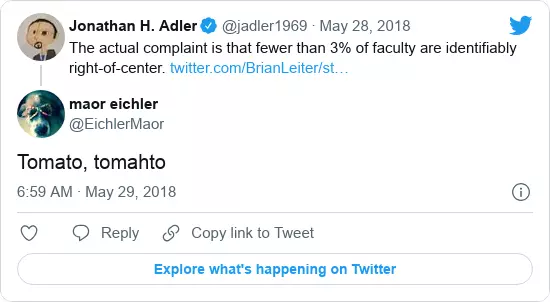 Jonathan H. Adler @jadler1969 · May 28, 2018
The actual complaint is that fewer than 3% of faculty are identifiably
right-of-center. twitter.com/BrianLeiter/st…
maor eichler
@EichlerMaor
Tomato, tomahto
6:59 AM · May 29, 2018
Reply Copy link to Tweet
Explore what's happening on Twitter